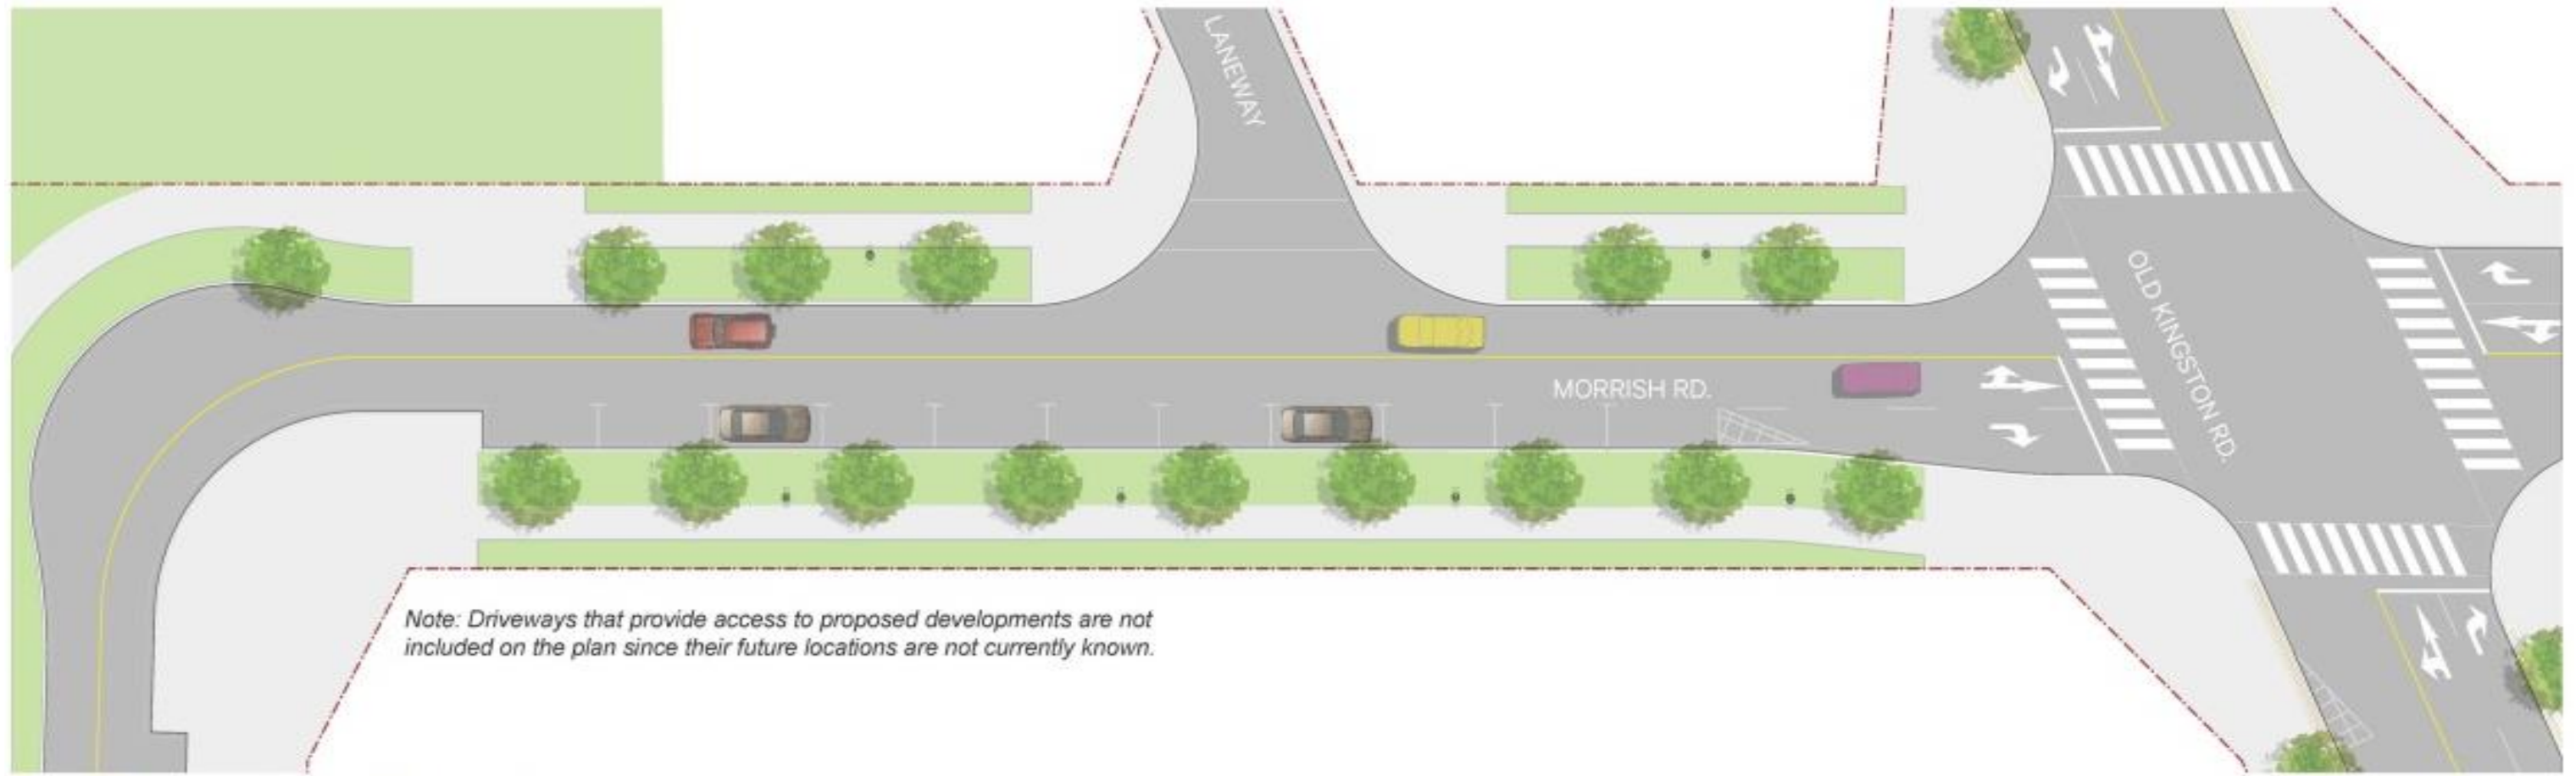 LANEWAY
OLD KINGSTON RD.
MORRISH RD.
Note: Driveways that provide access to proposed developments are not
included on the plan since their future locations are not currently known.